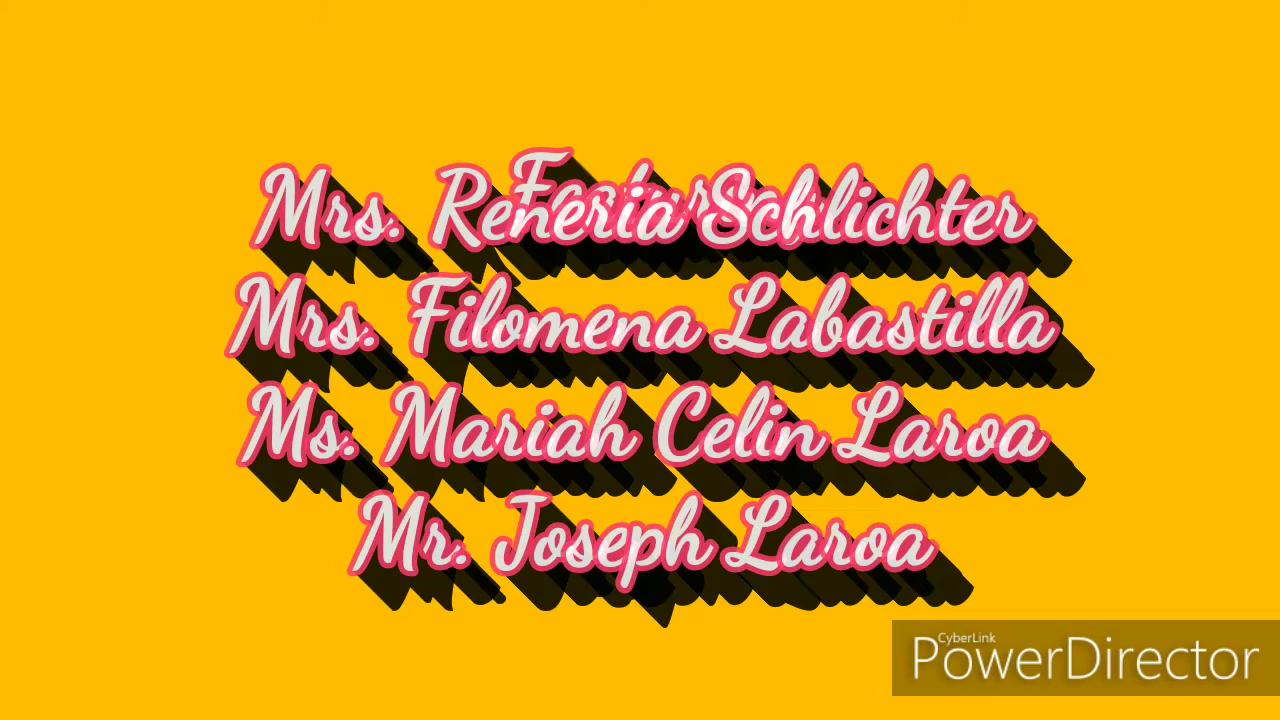 Mrs. Reneria Schlichter
Mrs. Filomena Labastilla
Ms. Mariah Celin Laroa
Mr. Joseph Laroa
CyberLink
PowerDirector